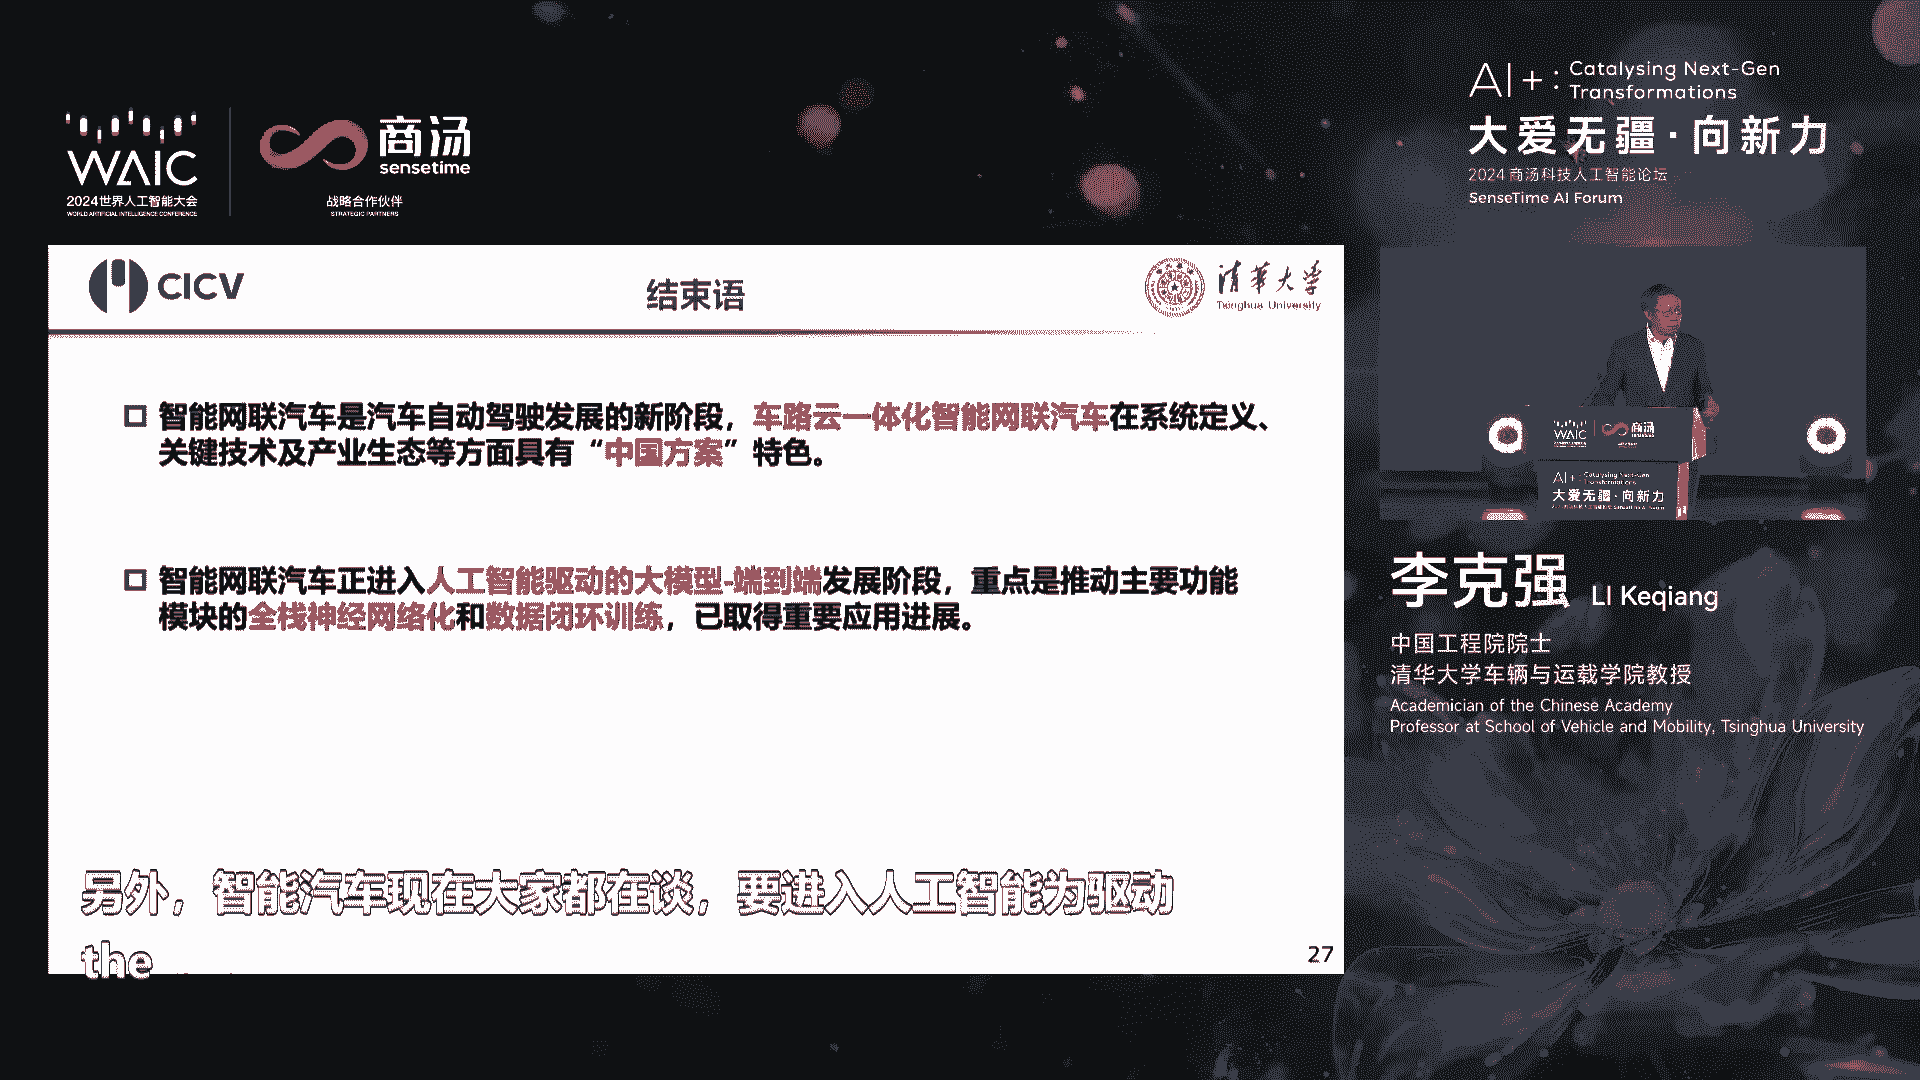 WAIC
2024世界人工智能大会
WORLD ARTIFICIAL INTELLIGENCE CONFERENCE
商汤
sensetime
战略合作伙伴
STRATEGIC PARTNERS
AI+: Catalysing Next-Gen
Transformations
大爱无疆·向新力
2024商汤科技人工智能论坛
SenseTime AI Forum
CICV
结束语
清华大学
Tsinghua University
智能网联汽车是汽车自动驾驶发展的新阶段，车路云一体化智能网联汽车在系统定义、
关键技术及产业生态等方面具有“中国方案”特色。
智能网联汽车正进入人工智能驱动的大模型-端到端发展阶段，重点是推动主要功能
模块的全栈神经网络化和数据闭环训练，已取得重要应用进展。
另外，智能汽车现在大家都在谈，要进入人工智能为驱动
the
27
WAIC
商汤
AI+: Catalysing Next-Gen
Transformations
大爱无疆·向新力
李克强 LI Keqiang
中国工程院院士
清华大学车辆与运载学院教授
Academician of the Chinese Academy
Professor at School of Vehicle and Mobility, Tsinghua University